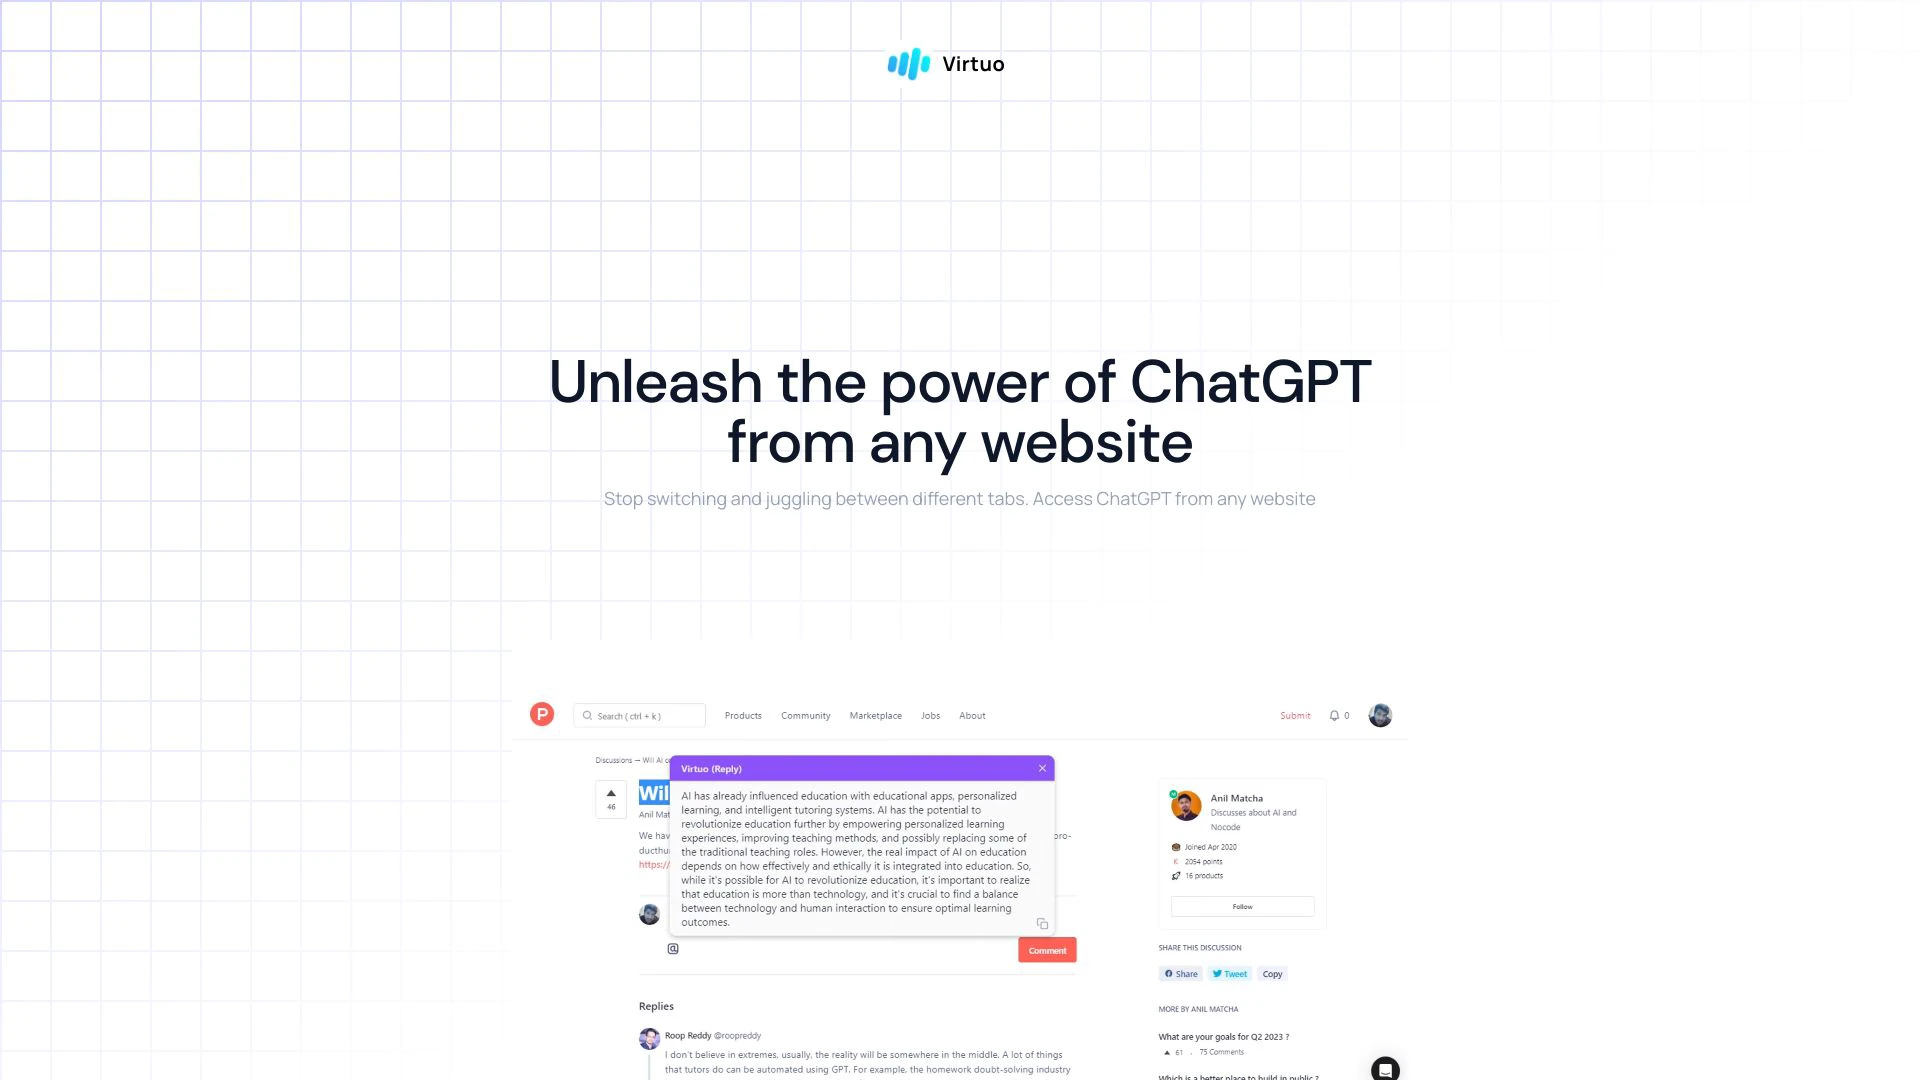 Virtuo
Unleash the power of ChatGPT
from any website
Stop switching and juggling between different tabs. Access ChatGPT from any website
P
Search ( ctrl + k )
Products
Community
Marketplace
Jobs
About
Submit
0
Discussions → Will AI
Virtuo (Reply)
46
Wil
Anil Mat
We hav
pro-
ducthu
https://
AI has already influenced education with educational apps, personalized
learning, and intelligent tutoring systems. AI has the potential to
revolutionize education further by empowering personalized learning
experiences, improving teaching methods, and possibly replacing some of
the traditional teaching roles. However, the real impact of AI on education
depends on how effectively and ethically it is integrated into education. So,
while it's possible for AI to revolutionize education, it's important to realize
that education is more than technology, and it's crucial to find a balance
between technology and human interaction to ensure optimal learning
outcomes.
Comment
Replies
Roop Reddy @roopreddy
I don't believe in extremes, usually, the reality will be somewhere in the middle. A lot of things
that tutors do can be automated using GPT. For example, the homework doubt-solving industry
Anil Matcha
Discusses about AI and
Nocode
Joined Apr 2020
K 2054 points
16 products
Follow
SHARE THIS DISCUSSION
Share
Tweet
Copy
MORE BY ANIL MATCHA
What are your goals for Q2 2023 ?
61 . 75 Comments
Which is a better place to build in public ?